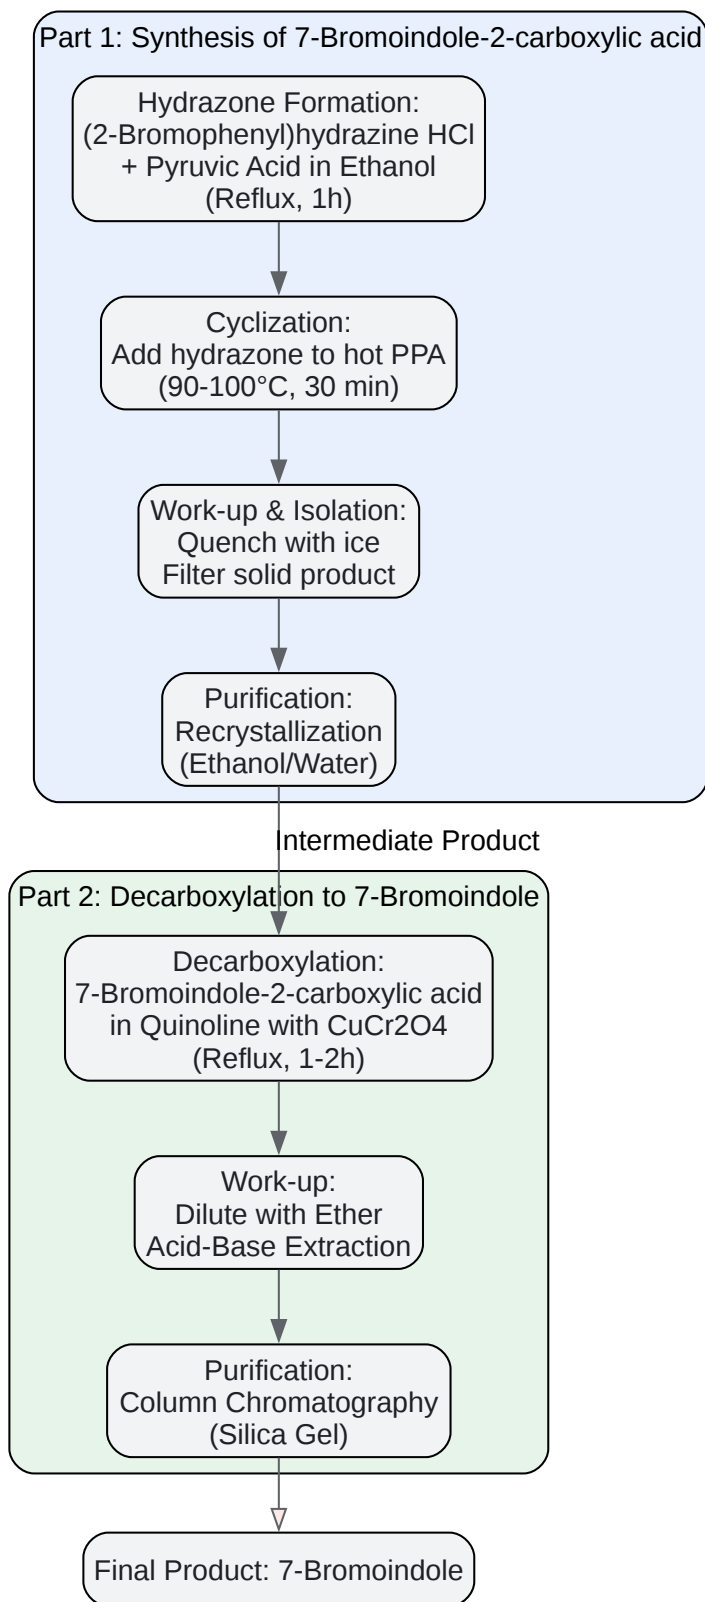 Part 1: Synthesis of 7-Bromoindole-2-carboxylic acid
Hydrazone Formation:
(2-Bromophenyl)hydrazine HCl
+ Pyruvic Acid in Ethanol
(Reflux, 1h)
Cyclization:
Add hydrazone to hot PPA
(90-100°C, 30 min)
Work-up & Isolation:
Quench with ice
Filter solid product
Purification:
Recrystallization
(Ethanol/Water)
Intermediate Product
Part 2: Decarboxylation to 7-Bromoindole
Decarboxylation:
7-Bromoindole-2-carboxylic acid
in Quinoline with CuCr2O4
(Reflux, 1-2h)
Work-up:
Dilute with Ether
Acid-Base Extraction
Purification:
Column Chromatography
(Silica Gel)
Final Product: 7-Bromoindole